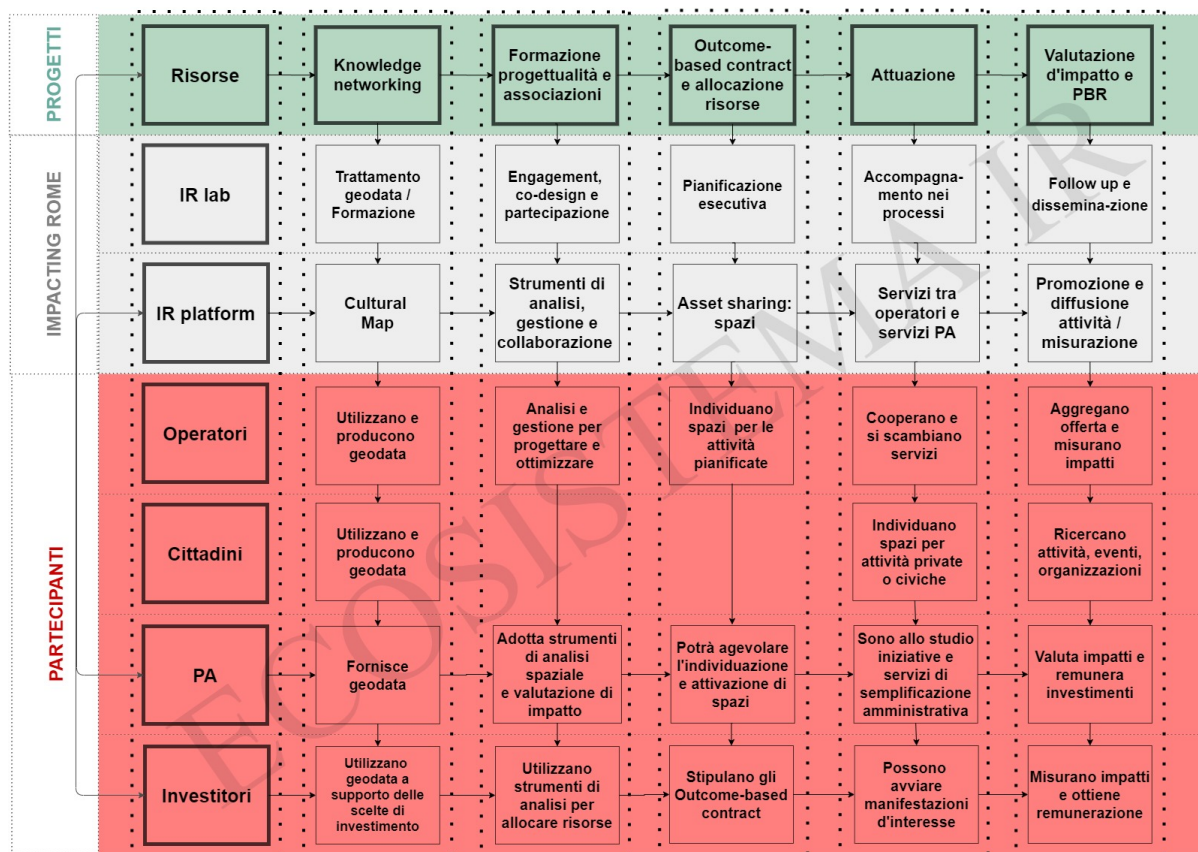 PROGETTI
Risorse
Knowledge
networking
Formazione
progettualità e
associazioni
Outcome-
based contract
e allocazione
risorse
Attuazione
Valutazione
d'impatto e
PBR
IMPACTING ROME
IR lab
Trattamento
geodata /
Formazione
Engagement,
co-design e
partecipazione
Pianificazione
esecutiva
Accompagna-
mento nei
processi
Follow up e
dissemina-zione
IR platform
Cultural
Map
Strumenti di
analisi,
gestione e
collaborazione
Asset sharing:
spazi
Servizi tra
operatori e
servizi PA
Promozione e
diffusione
attività /
misurazione
PARTECIPANTI
Operatori
Utilizzano e
producono
geodata
Analisi e
gestione per
progettare e
ottimizzare
Individuano
spazi per le
attività
pianificate
Cooperano e
si scambiano
servizi
Aggregano
offerta e
misurano
impatti
Cittadini
Utilizzano e
producono
geodata
Individuano
spazi per
attività private
o civiche
Ricercano
attività, eventi,
organizzazioni
PA
Fornisce
geodata
Adotta strumenti
di analisi
spaziale
e valutazione di
impatto
Potrà agevolare
l'individuazione
e attivazione di
spazi
Sono allo studio
iniziative e
servizi di
semplificazione
amministrativa
Valuta impatti e
remunera
investimenti
Investitori
Utilizzano
geodata a
supporto delle
scelte di
investimento
Utilizzano
strumenti di
analisi per
allocare risorse
Stipulano gli
Outcome-based
contract
Possono
avviare
manifestazioni
d'interesse
Misurano impatti
e ottiene
remunerazione
ECOSISTEMA IR